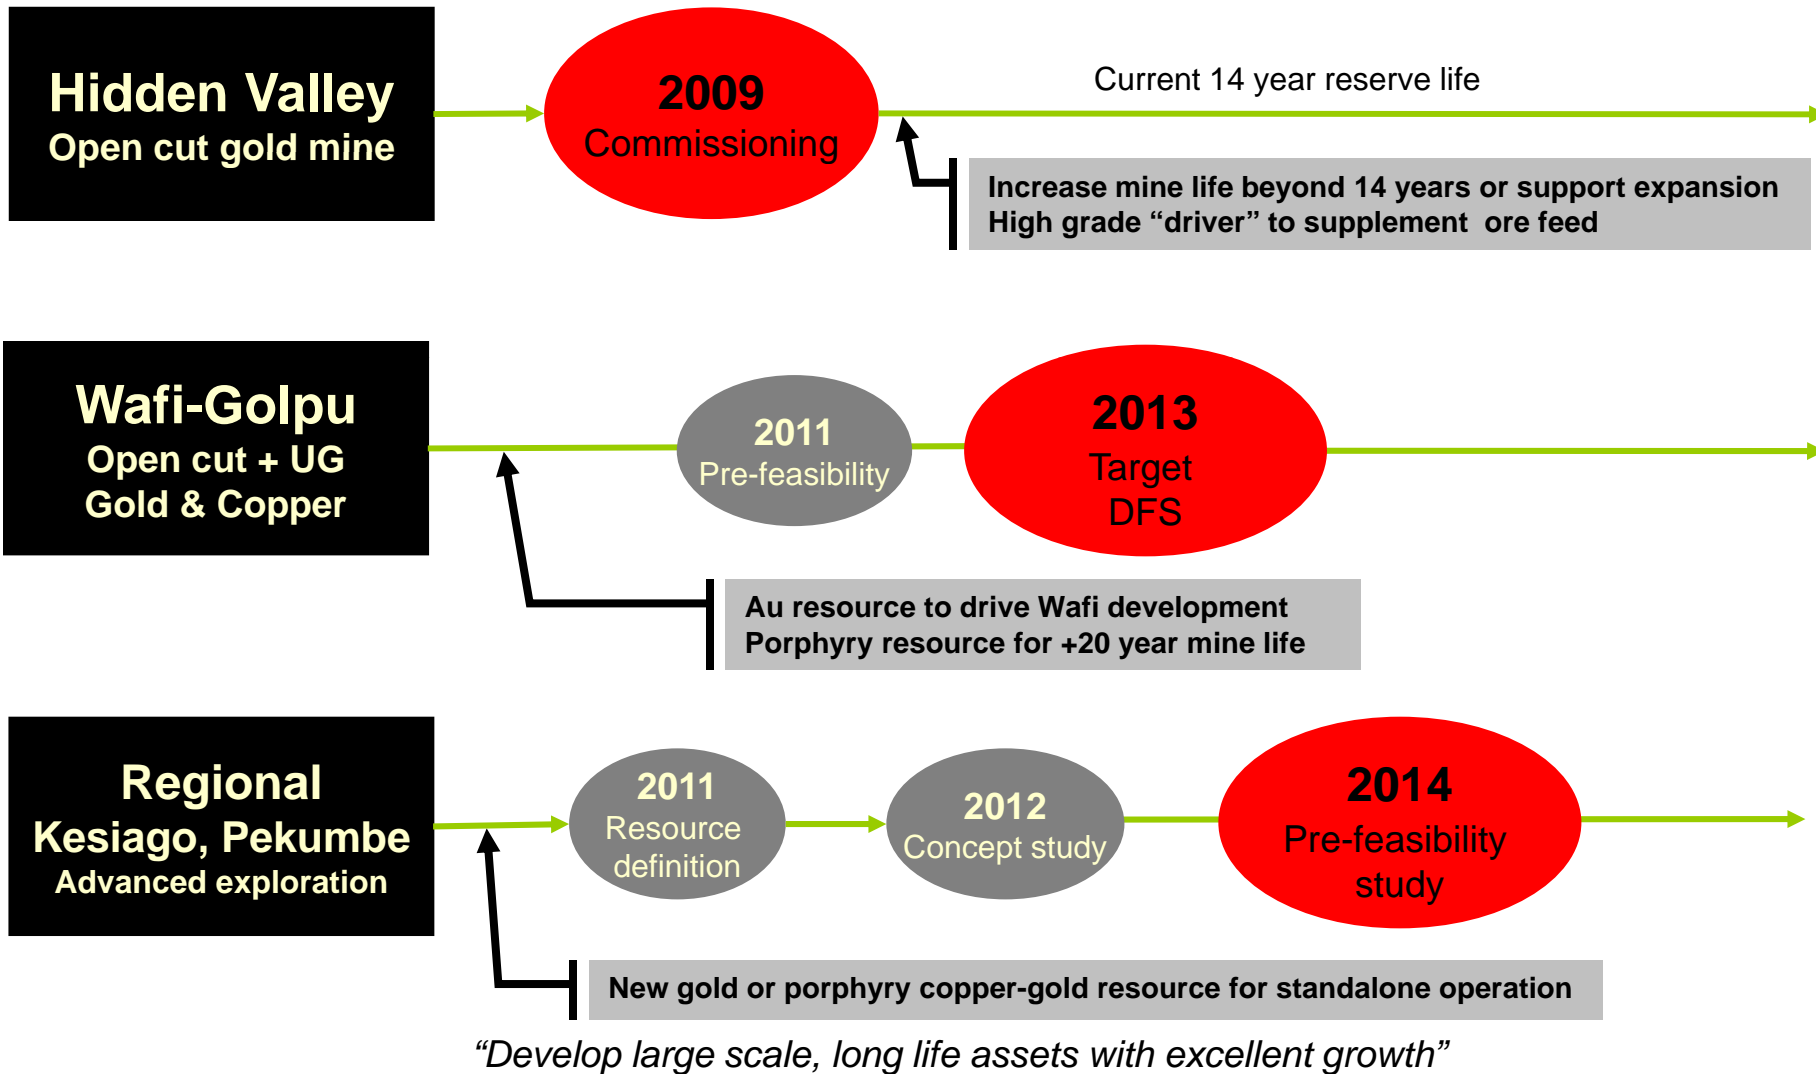 Hidden Valley
Open cut gold mine
2009
Commissioning
Current 14 year reserve life
Increase mine life beyond 14 years or support expansion
High grade “driver” to supplement ore feed
Wafi-Golpu
Open cut + UG
Gold & Copper
2011
Pre-feasibility
2013
Target
DFS
Au resource to drive Wafi development
Porphyry resource for +20 year mine life
Regional
Kesiago, Pekumbe
Advanced exploration
2011
Resource
definition
2012
Concept study
2014
Pre-feasibility
study
New gold or porphyry copper-gold resource for standalone operation
“Develop large scale, long life assets with excellent growth”